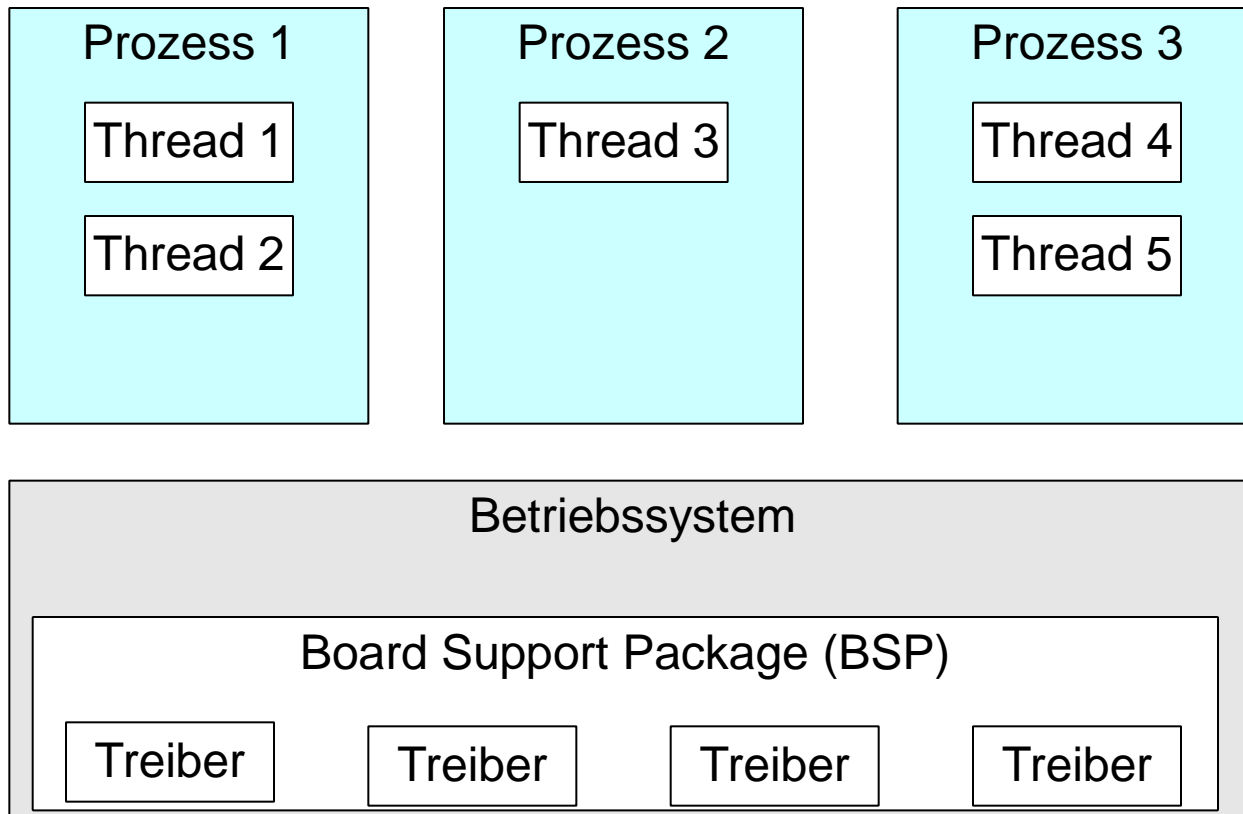 Prozess 1
Prozess 2
Prozess 3
Thread 1
Thread 3
Thread 4
Thread 2
Thread 5
Betriebssystem
Board Support Package (BSP)
Treiber
Treiber
Treiber
Treiber